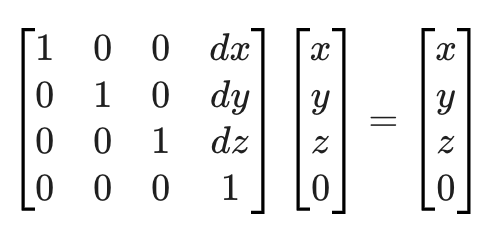 1 0 0 dx x x
0 1 0 dy y = y
0 0 1 dz z z
0 0 0 1 0 0